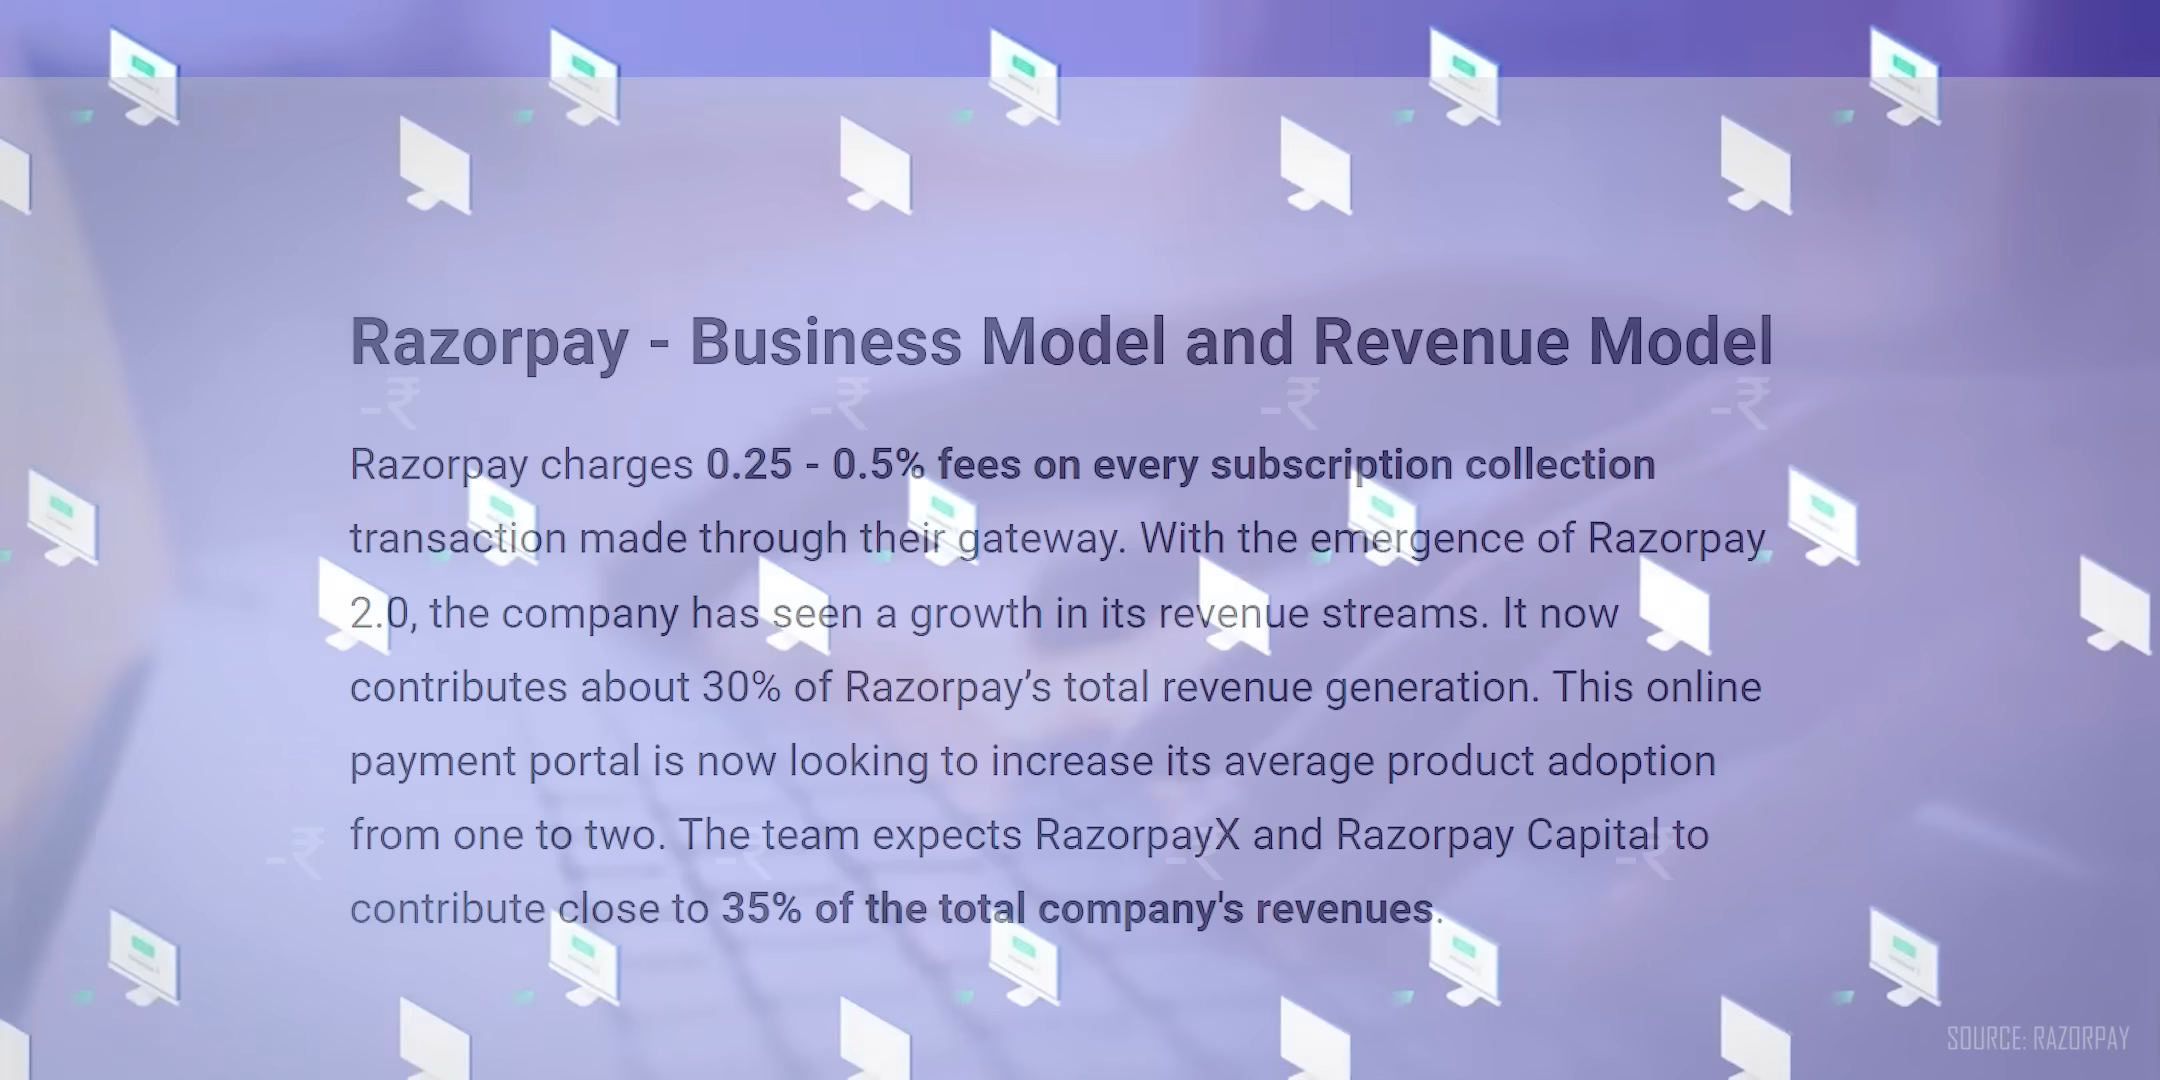 Razorpay - Business Model and Revenue Model
-₹ -₹ -₹ -₹
Razorpay charges 0.25 - 0.5% fees on every subscription collection
transaction made through their gateway. With the emergence of Razorpay
2.0, the company has seen a growth in its revenue streams. It now
contributes about 30% of Razorpay’s total revenue generation. This online
payment portal is now looking to increase its average product adoption
from one to two. The team expects RazorpayX and Razorpay Capital to
-₹ -₹ -₹ -₹
contribute close to 35% of the total company's revenues.
SOURCE: RAZORPAY